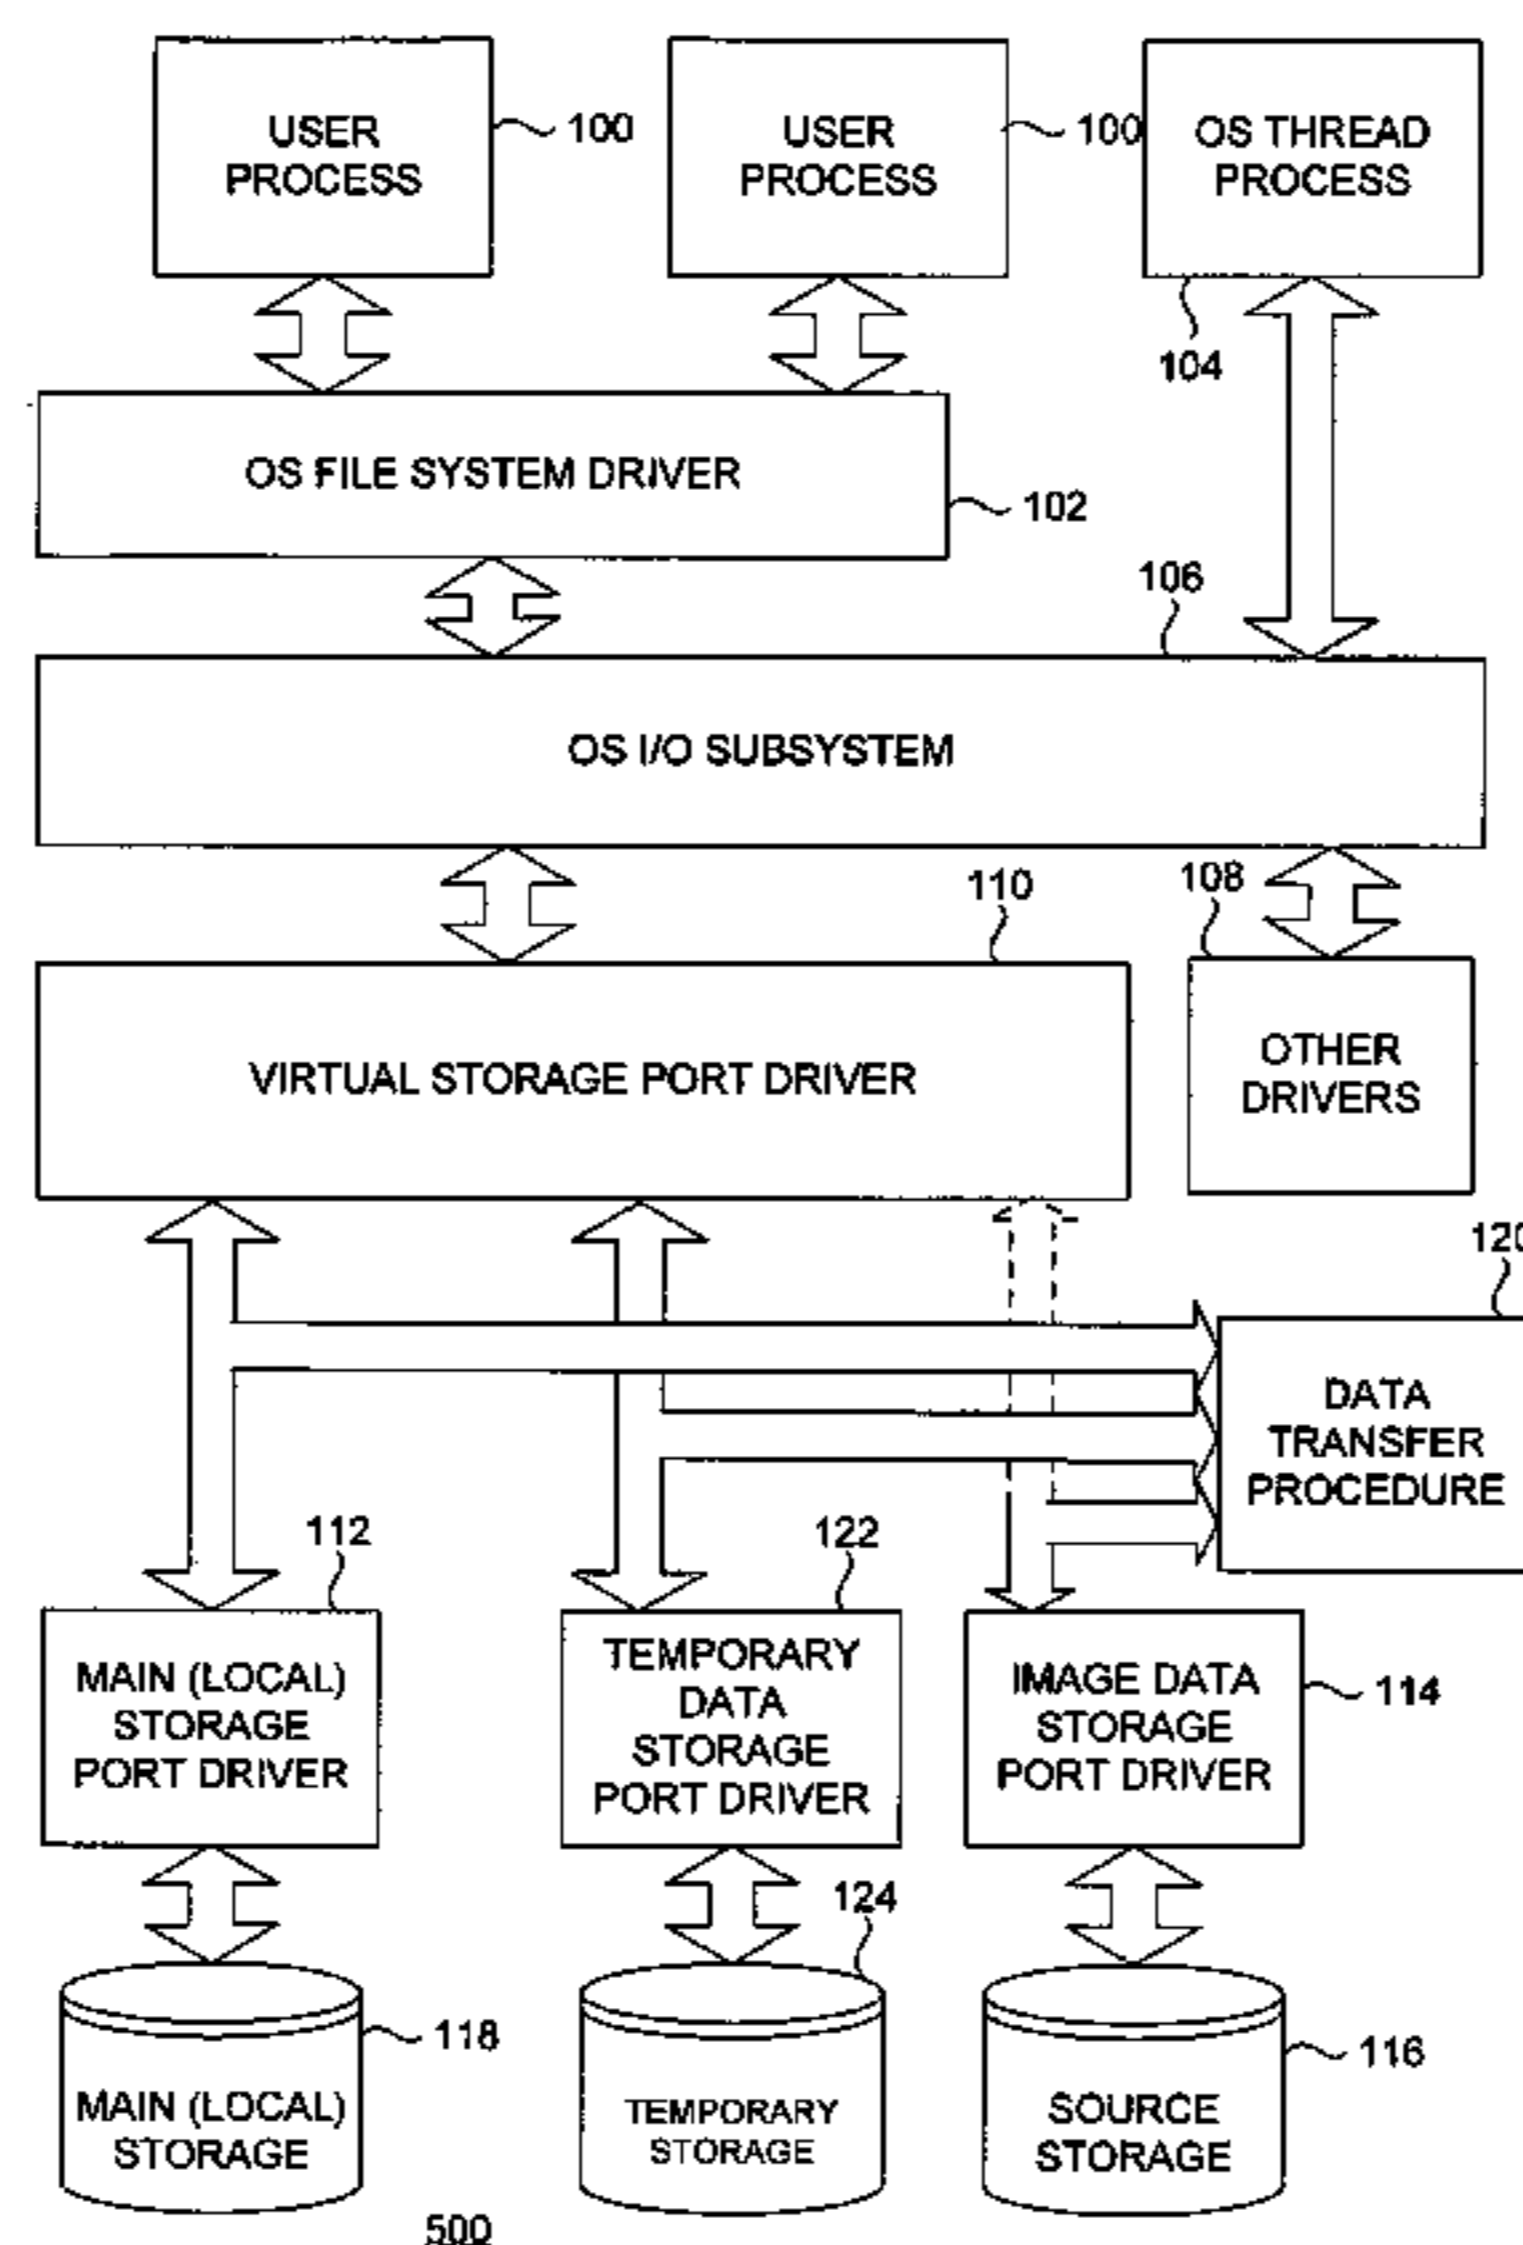 USER
PROCESS
100
USER
PROCESS
100
OS THREAD
PROCESS
104
OS FILE SYSTEM DRIVER
102
106
OS I/O SUBSYSTEM
110
108
VIRTUAL STORAGE PORT DRIVER
OTHER
DRIVERS
120
DATA
TRANSFER
PROCEDURE
112
122
MAIN (LOCAL)
STORAGE
PORT DRIVER
TEMPORARY
DATA
STORAGE
PORT DRIVER
IMAGE DATA
STORAGE
PORT DRIVER
114
124
118
116
MAIN (LOCAL)
STORAGE
TEMPORARY
STORAGE
SOURCE
STORAGE
500